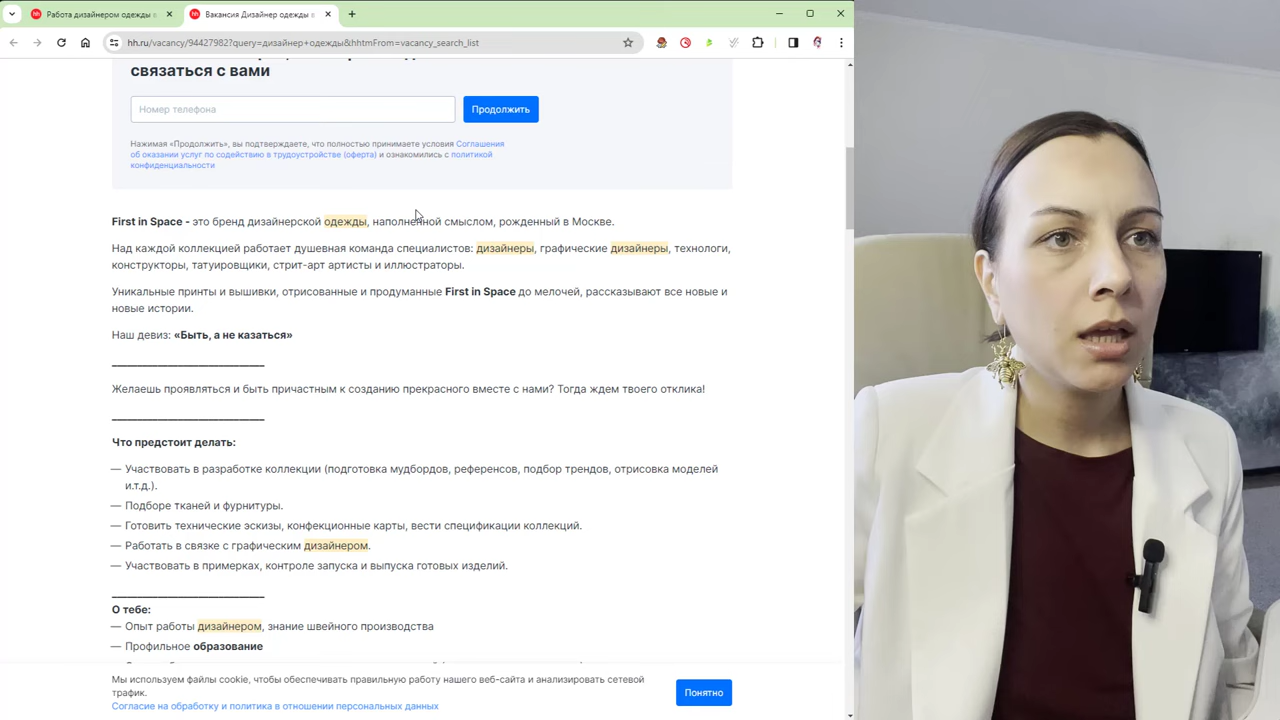 Работа дизайнером одежды в
Вакансия Дизайнер одежды в
hh.ru/vacancy/94427982?query=дизайнер+одежды&hhtmFrom=vacancy_search_list
связаться с вами
Номер телефона
Продолжить
Нажимая «Продолжить», вы подтверждаете, что полностью принимаете условия Соглашения
об оказании услуг по содействию в трудоустройстве (оферта) и ознакомились с политикой
конфиденциальности
First in Space - это бренд дизайнерской одежды, наполненной смыслом, рожденный в Москве.
Над каждой коллекцией работает душевная команда специалистов: дизайнеры, графические дизайнеры, технологи,
конструкторы, татуировщики, стрит-арт артисты и иллюстраторы.
Уникальные принты и вышивки, отрисованные и продуманные First in Space до мелочей, рассказывают все новые и
новые истории.
Наш девиз: «Быть, а не казаться»
Желаешь проявляться и быть причастным к созданию прекрасного вместе с нами? Тогда ждем твоего отклика!
Что предстоит делать:
— Участвовать в разработке коллекции (подготовка мудбордов, референсов, подбор трендов, отрисовка моделей
и.т.д.).
— Подборе тканей и фурнитуры.
— Готовить технические эскизы, конфекционные карты, вести спецификации коллекций.
— Работать в связке с графическим дизайнером.
— Участвовать в примерках, контроле запуска и выпуска готовых изделий.
О тебе:
— Опыт работы дизайнером, знание швейного производства
— Профильное образование
Мы используем файлы cookie, чтобы обеспечивать правильную работу нашего веб-сайта и анализировать сетевой
трафик.
Согласие на обработку и политика в отношении персональных данных
Понятно